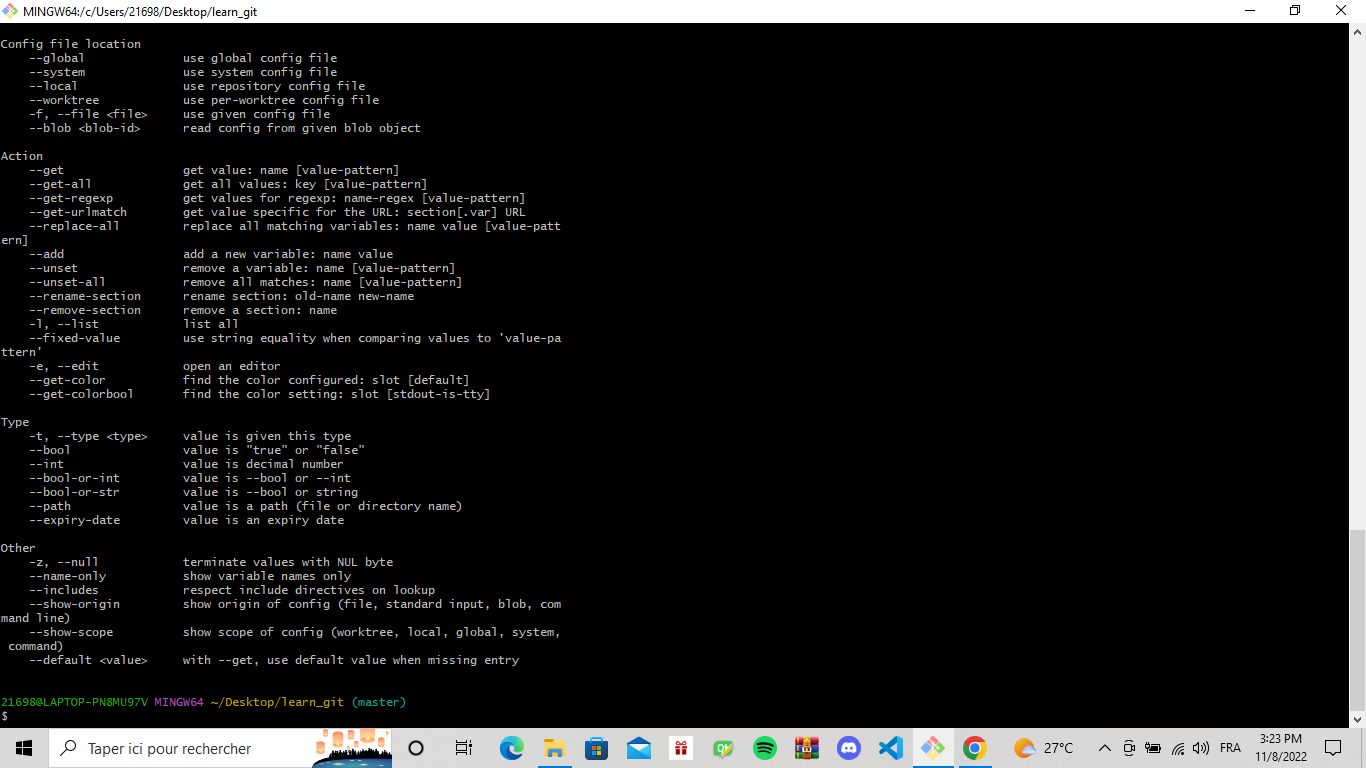 MINGW64:/c/Users/21698/Desktop/learn_git
Config file location
    --global              use global config file
    --system              use system config file
    --local               use repository config file
    --worktree            use per-worktree config file
    -f, --file <file>     use given config file
    --blob <blob-id>      read config from given blob object
Action
    --get                 get value: name [value-pattern]
    --get-all             get all values: key [value-pattern]
    --get-regexp          get values for regexp: name-regex [value-pattern]
    --get-urlmatch        get value specific for the URL: section[.var] URL
    --replace-all         replace all matching variables: name value [value-patt
ern]
    --add                 add a new variable: name value
    --unset               remove a variable: name [value-pattern]
    --unset-all           remove all matches: name [value-pattern]
    --rename-section      rename section: old-name new-name
    --remove-section      remove a section: name
    -l, --list            list all
    --fixed-value         use string equality when comparing values to 'value-pa
ttern'
    -e, --edit            open an editor
    --get-color           find the color configured: slot [default]
    --get-colorbool       find the color setting: slot [stdout-is-tty]
Type
    -t, --type <type>     value is given this type
    --bool                value is "true" or "false"
    --int                 value is decimal number
    --bool-or-int         value is --bool or --int
    --bool-or-str         value is --bool or string
    --path                value is a path (file or directory name)
    --expiry-date         value is an expiry date
Other
    -z, --null            terminate values with NUL byte
    --name-only           show variable names only
    --includes            respect include directives on lookup
    --show-origin         show origin of config (file, standard input, blob, com
mand line)
    --show-scope          show scope of config (worktree, local, global, system,
 command)
    --default <value>     with --get, use default value when missing entry
21698@LAPTOP-PN8MU97V MINGW64 ~/Desktop/learn_git (master)
$
Taper ici pour rechercher
27°C
FRA
3:23 PM
11/8/2022